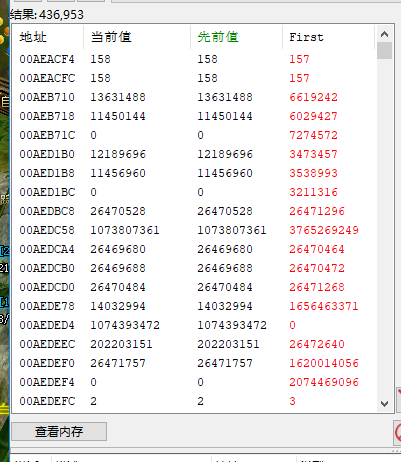 结果: 436,953
地址 当前值 先前值 First
00AEACF4 158 158 157
00AEACFC 158 158 157
00AEB710 13631488 13631488 6619242
00AEB718 11450144 11450144 6029427
00AEB71C 0 0 7274572
00AED1B0 12189696 12189696 3473457
00AED1B8 11456960 11456960 3538993
00AED1BC 0 0 3211316
00AEDBC8 26470528 26470528 26471296
00AEDC58 1073807361 1073807361 3765269249
00AEDCA4 26469680 26469680 26470464
00AEDCB0 26469688 26469688 26470472
00AEDCD0 26470484 26470484 26471268
00AEDE78 14032994 14032994 1656463371
00AEDED4 1074393472 1074393472 0
00AEDEEC 202203151 202203151 26472640
00AEDEF0 26471757 26471757 1620014056
00AEDEF4 0 0 2074469096
00AEDEFC 2 2 3
查看内存